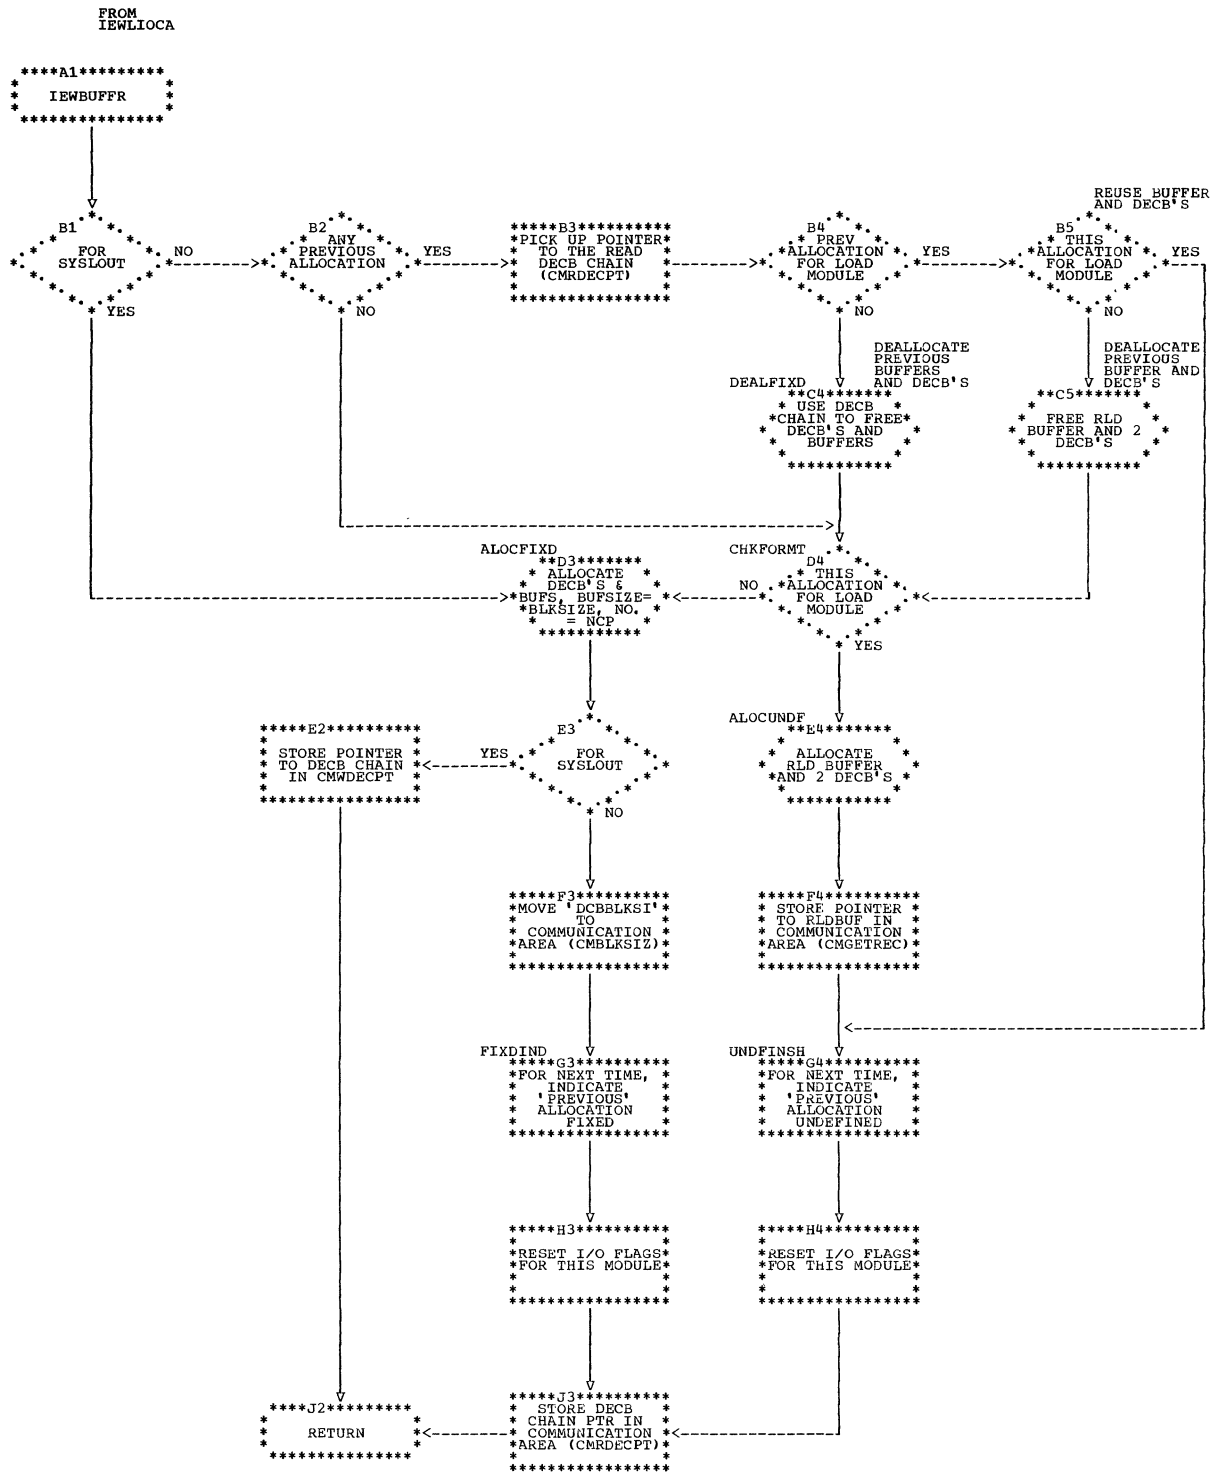 FROM
IEWLIOCA
A1
IEWBUFFR
REUSE BUFFER
AND DECB'S
B1
FOR
SYSLOUT
NO
YES
B2
ANY
PREVIOUS
ALLOCATION
YES
NO
B3
PICK UP POINTER
TO THE READ
DECB CHAIN
(CMRDECPT)
B4
PREV
ALLOCATION
FOR LOAD
MODULE
YES
NO
B5
THIS
ALLOCATION
FOR LOAD
MODULE
YES
NO
DEALLOCATE
PREVIOUS
BUFFERS
AND DECB'S
DEALFIXD
C4
USE DECB
CHAIN TO FREE
DECB'S AND
BUFFERS
DEALLOCATE
PREVIOUS
BUFFER AND
DECB'S
C5
FREE RLD
BUFFER AND 2
DECB'S
ALOCFIXD
D3
ALLOCATE
DECB'S &
BUFS, BUFSIZE=
BLKSIZE, NO.
= NCP
CHKFORMT
D4
THIS
ALLOCATION
FOR LOAD
MODULE
NO
YES
E2
STORE POINTER
TO DECB CHAIN
IN CMWDECPT
E3
FOR
SYSLOUT
YES
NO
ALOCUNDF
E4
ALLOCATE
RLD BUFFER
AND 2 DECB'S
F3
MOVE 'DCBBLKSI'
TO
COMMUNICATION
AREA (CMBLKSIZ)
F4
STORE POINTER
TO RLDBUF IN
COMMUNICATION
AREA (CMGETREC)
FIXDIND
G3
FOR NEXT TIME,
INDICATE
'PREVIOUS'
ALLOCATION
FIXED
UNDFINSH
G4
FOR NEXT TIME,
INDICATE
'PREVIOUS'
ALLOCATION
UNDEFINED
H3
RESET I/O FLAGS
FOR THIS MODULE
H4
RESET I/O FLAGS
FOR THIS MODULE
J2
RETURN
J3
STORE DECB
CHAIN PTR IN
COMMUNICATION
AREA (CMRDECPT)